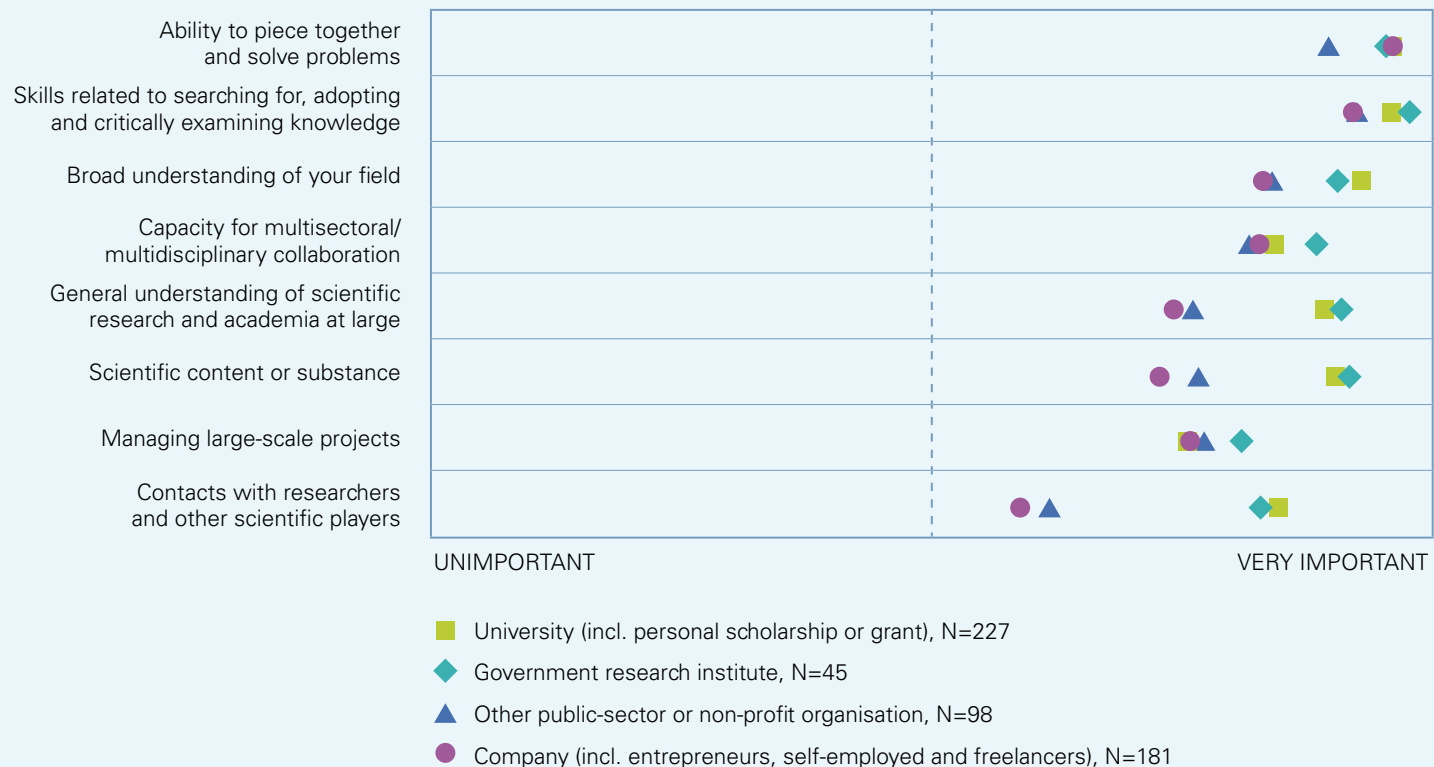 Ability to piece together
and solve problems
Skills related to searching for, adopting
and critically examining knowledge
Broad understanding of your field
Capacity for multisectoral/
multidisciplinary collaboration
General understanding of scientific
research and academia at large
Scientific content or substance
Managing large-scale projects
Contacts with researchers
and other scientific players
UNIMPORTANT
VERY IMPORTANT
University (incl. personal scholarship or grant), N=227
Government research institute, N=45
Other public-sector or non-profit organisation, N=98
Company (incl. entrepreneurs, self-employed and freelancers), N=181